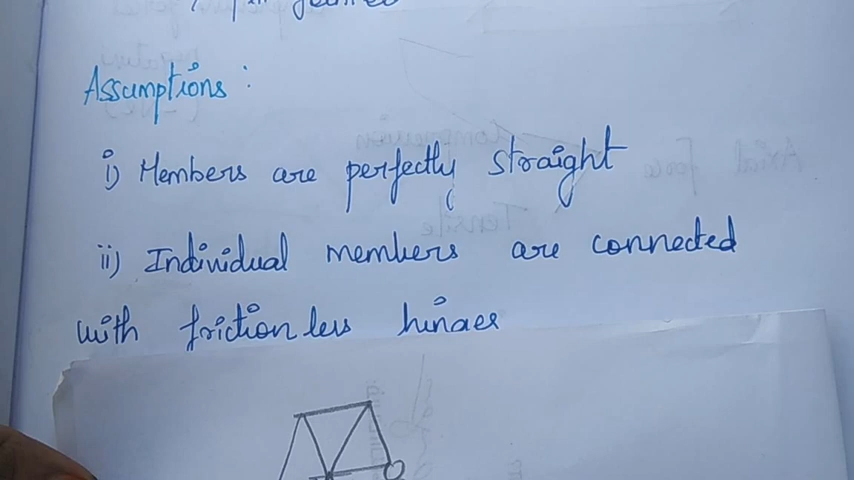 Assumptions :
i) Members are perfectly straight
ii) Individual members are connected
with frictionless hinges